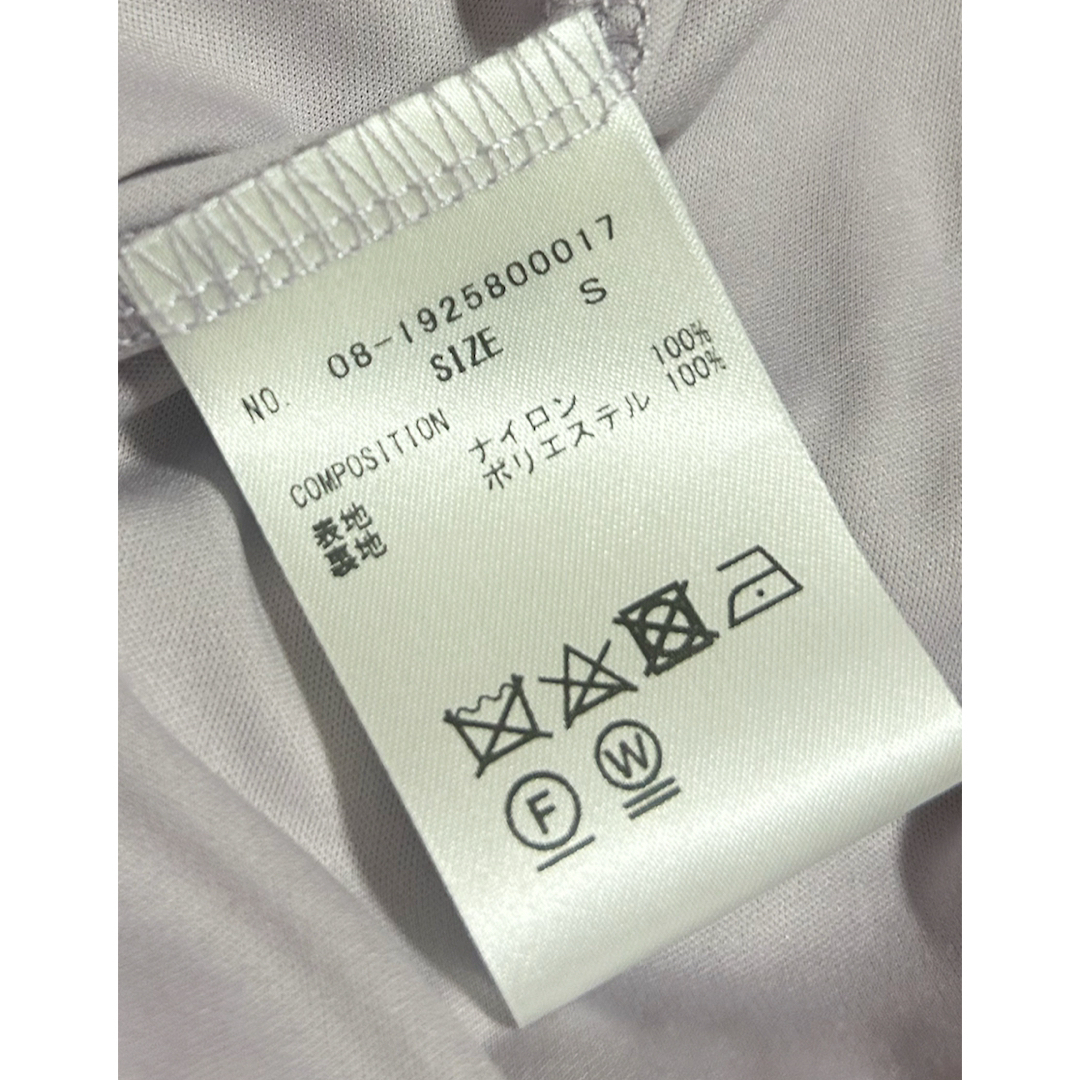 NO. 08-1925800017
SIZE S
COMPOSITION
表地 ナイロン 100%
裏地 ポリエステル 100%
F W